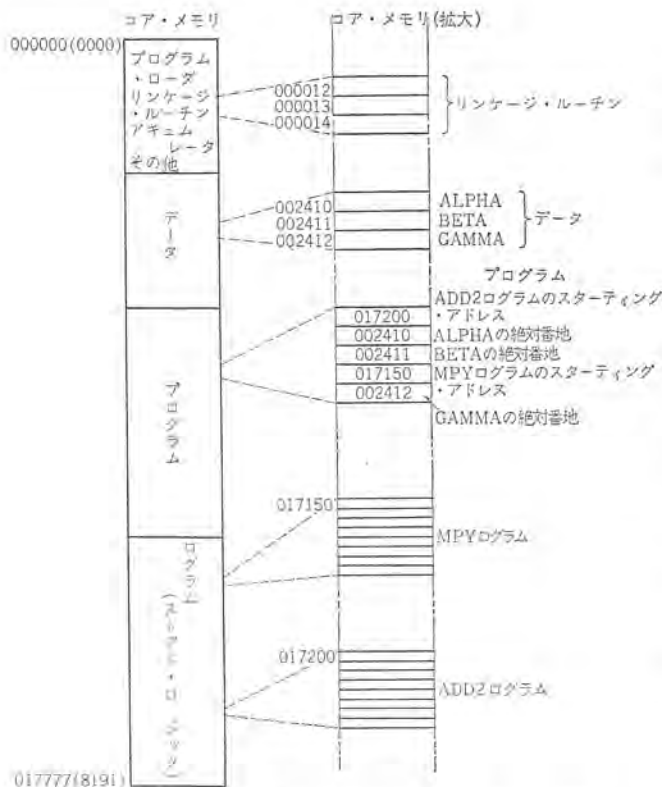 コア・メモリ
000000(0000)
プログラム
・ローダ
リンケージ
・ルーチン
アキュム
レータ
その他
データ
プログラム
ログラム
(ストアード・ロジック)
017777(8191)
コア・メモリ(拡大)
000012
000013
000014
リンケージ・ルーチン
002410
002411
002412
ALPHA
BETA
GAMMA
データ
プログラム
ADD2ログラムのスターティング
・アドレス
017200
002410
ALPHAの絶対番地
002411
BETAの絶対番地
017150
MPYログラムのスターティング
・アドレス
002412
GAMMAの絶対番地
017150
MPYログラム
017200
ADD2ログラム